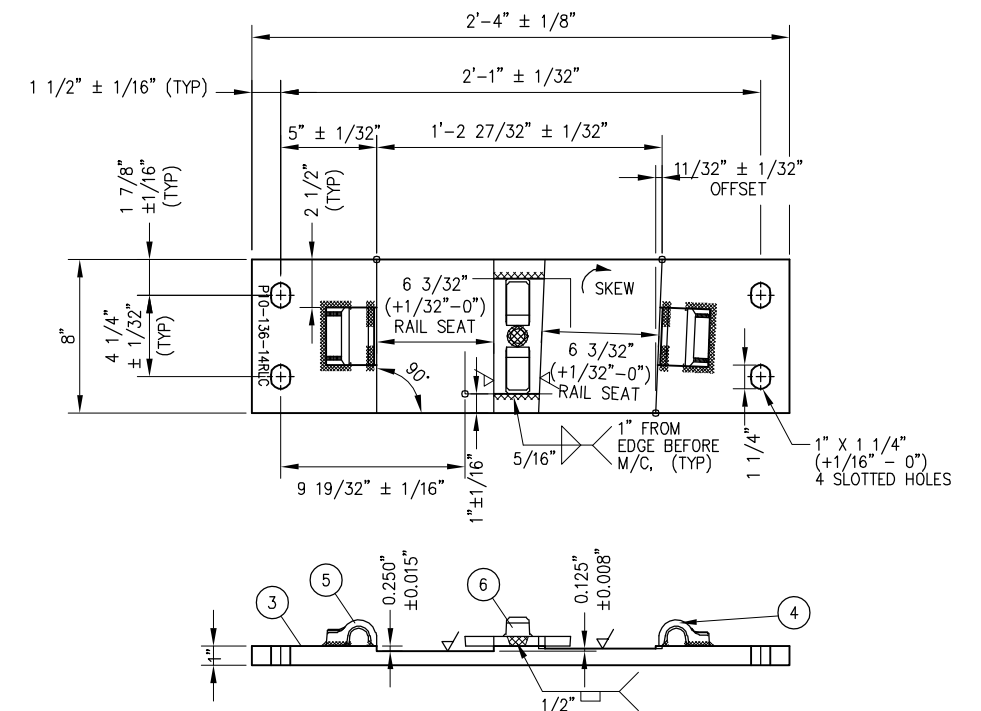 2'-4" ± 1/8"
1 1/2" ± 1/16" (TYP)
2'-1" ± 1/32"
5" ± 1/32"
1'-2 27/32" ± 1/32"
11/32" ± 1/32"
OFFSET
1 7/8"
±1/16"
(TYP)
2 1/2"
(TYP)
8"
4 1/4"
± 1/32"
(TYP)
6 3/32"
(+1/32"-0")
RAIL SEAT
SKEW
6 3/32"
(+1/32"-0")
RAIL SEAT
90°
1 1/4"
1" X 1 1/4"
(+1/16" - 0")
4 SLOTTED HOLES
5/16"
1" FROM
EDGE BEFORE
M/C, (TYP)
9 19/32" ± 1/16"
1"±1/16"
3
5
0.250"
±0.015"
6
0.125"
±0.008"
4
1"
1/2"